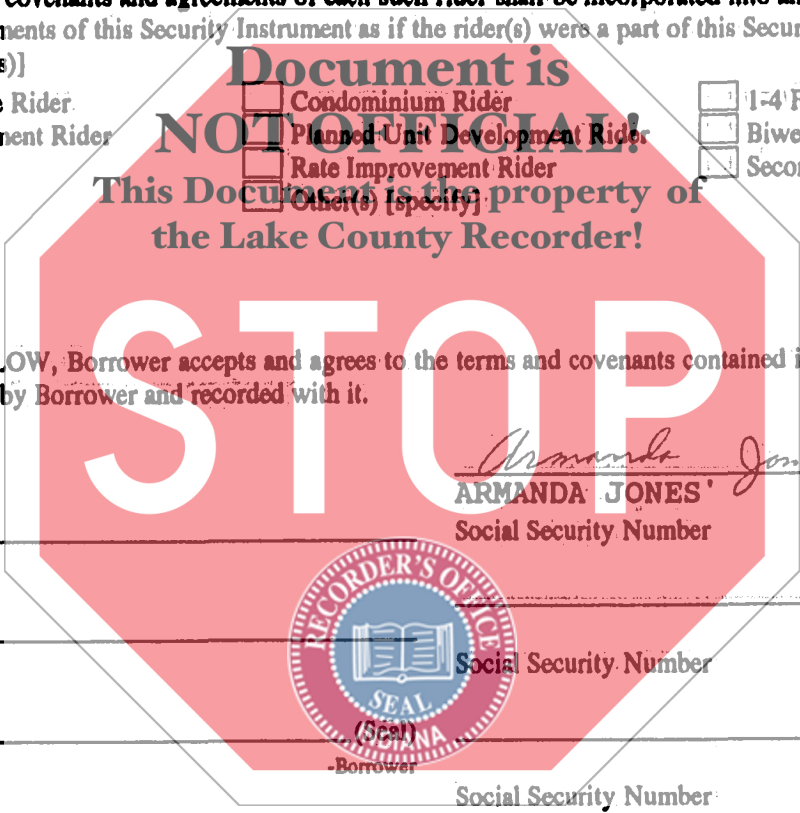 covenants and agreements of each such rider shall be incorporated into
ments of this Security Instrument as if the rider(s) were a part of this Secur
s)]
Document is
e Rider
Condominium Rider
1-4 F
NOT OFFICIAL!
nent Rider
Planned Unit Development Rider
Biwe
Rate Improvement Rider
Secon
This Document is the property of
Other(s) [specify]
the Lake County Recorder!
STOP
LOW, Borrower accepts and agrees to the terms and covenants contained i
by Borrower and recorded with it.
Armanda Jon
ARMANDA JONES'
Social Security Number
RECORDER'S OFFICE
SEAL
INDIANA
Social Security Number
(Seal)
-Borrower
Social Security Number